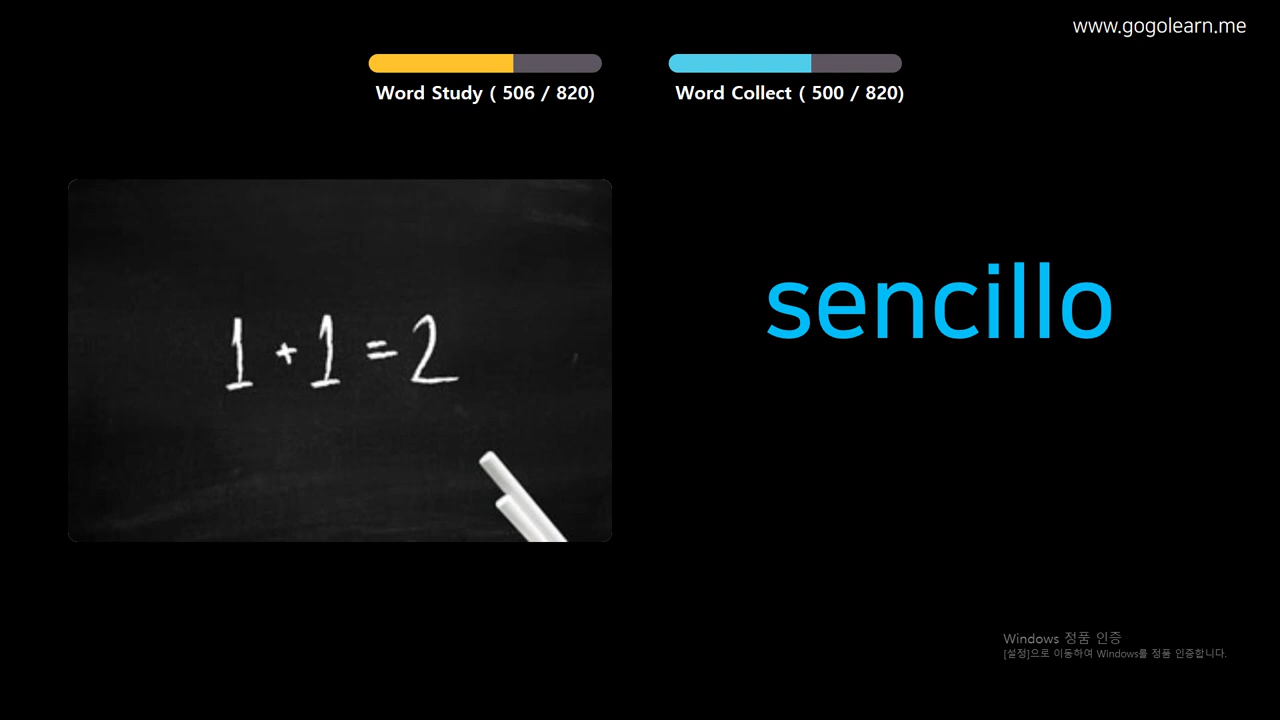 www.gogolearn.me
Word Study ( 506 / 820)
Word Collect ( 500 / 820)
1 + 1 = 2
sencillo
Windows 정품 인증
[설정]으로 이동하여 Windows를 정품 인증합니다.